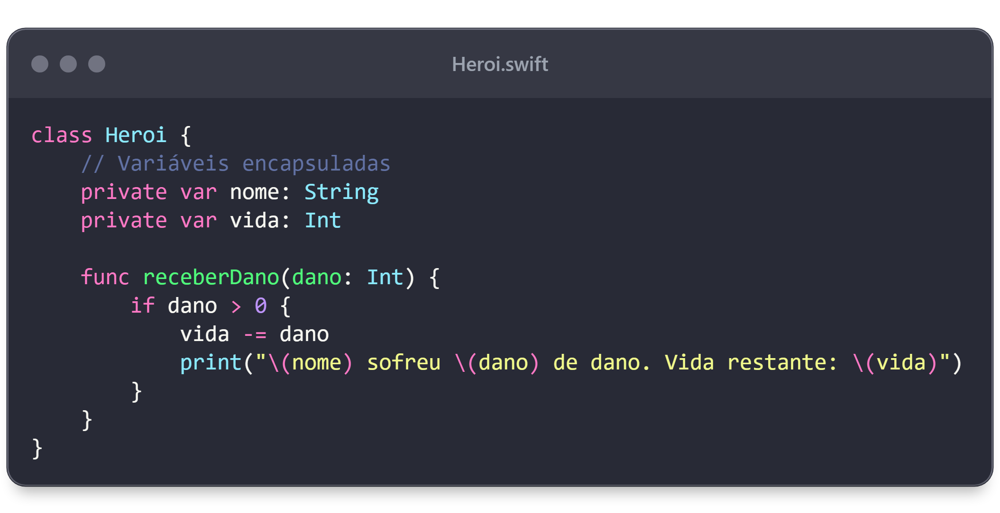 Heroi.swift
class Heroi {
    // Variáveis encapsuladas
    private var nome: String
    private var vida: Int

    func receberDano(dano: Int) {
        if dano > 0 {
            vida -= dano
            print("\(nome) sofreu \(dano) de dano. Vida restante: \(vida)")
        }
    }
}